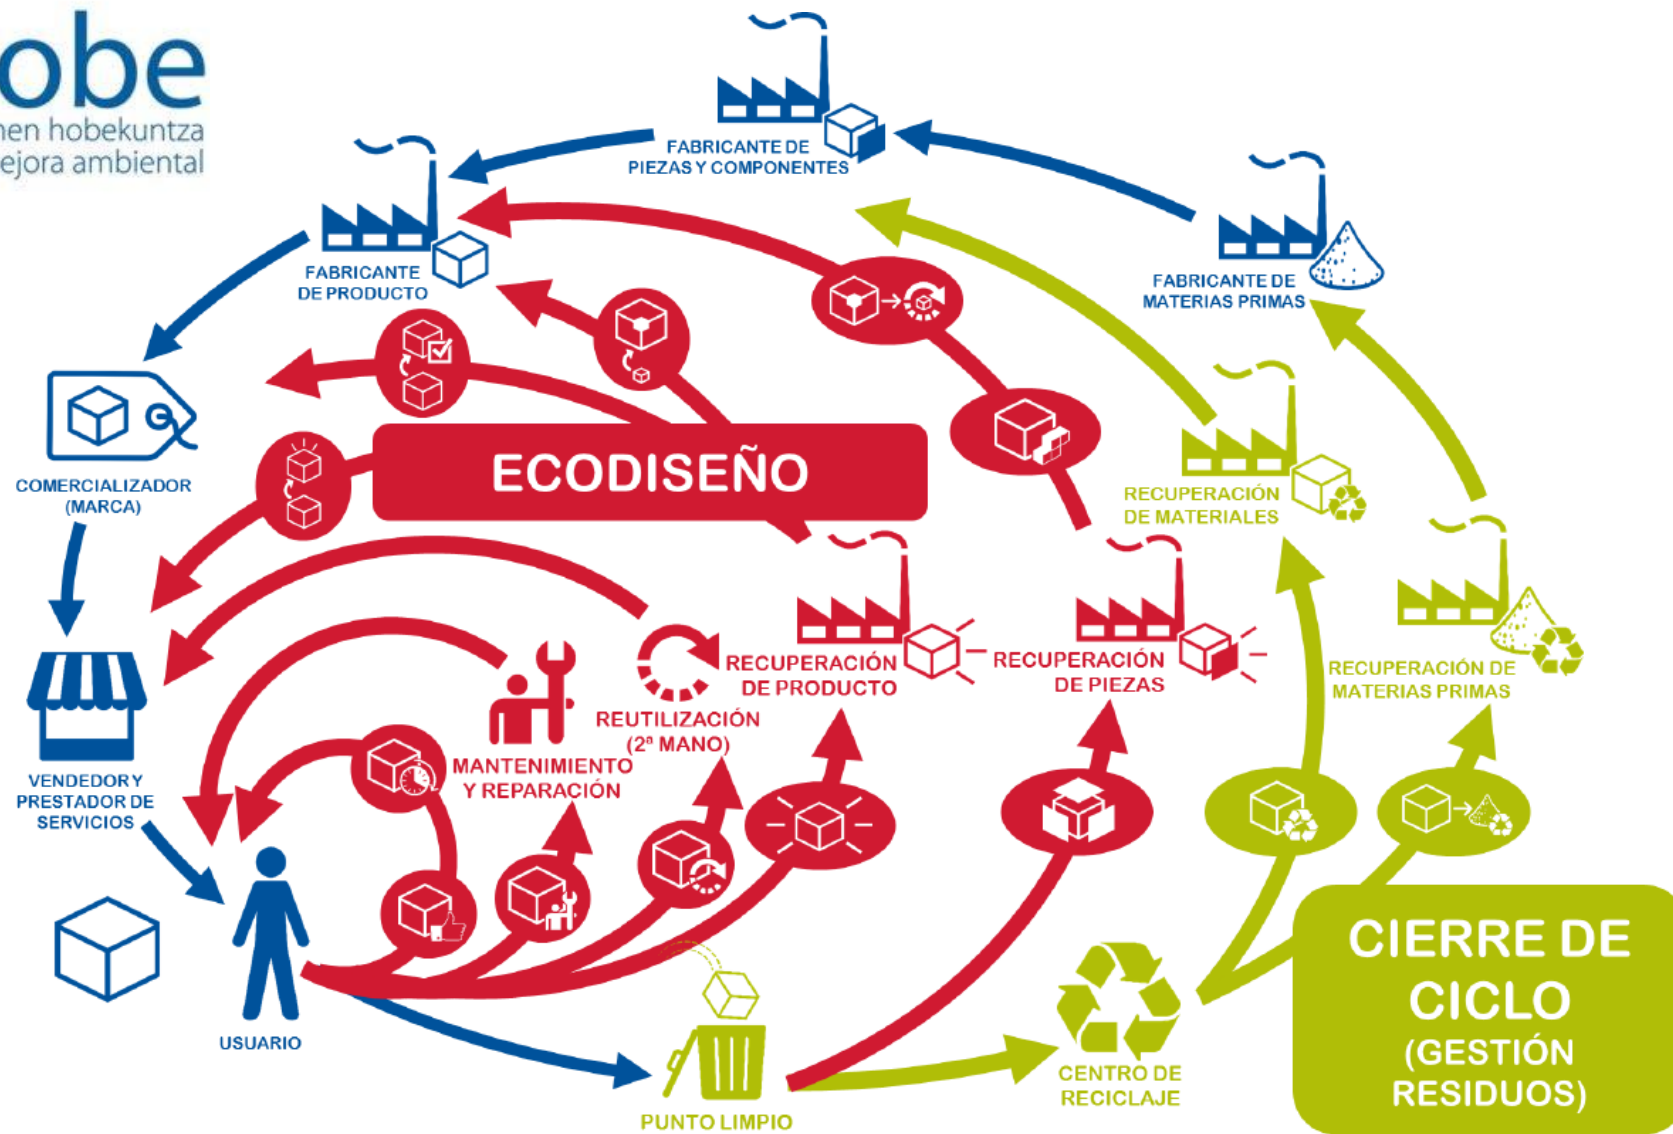 obe
hobekuntza
ambiental
FABRICANTE DE
PIEZAS Y COMPONENTES
FABRICANTE
DE PRODUCTO
FABRICANTE DE
MATERIAS PRIMAS
COMERCIALIZADOR
(MARCA)
ECODISEÑO
RECUPERACIÓN
DE MATERIALES
RECUPERACIÓN
DE PRODUCTO
RECUPERACIÓN
DE PIEZAS
RECUPERACIÓN DE
MATERIAS PRIMAS
REUTILIZACIÓN
(2ª MANO)
MANTENIMIENTO
Y REPARACIÓN
VENDEDOR Y
PRESTADOR DE
SERVICIOS
USUARIO
PUNTO LIMPIO
CENTRO DE
RECICLAJE
CIERRE DE
CICLO
(GESTIÓN
RESIDUOS)